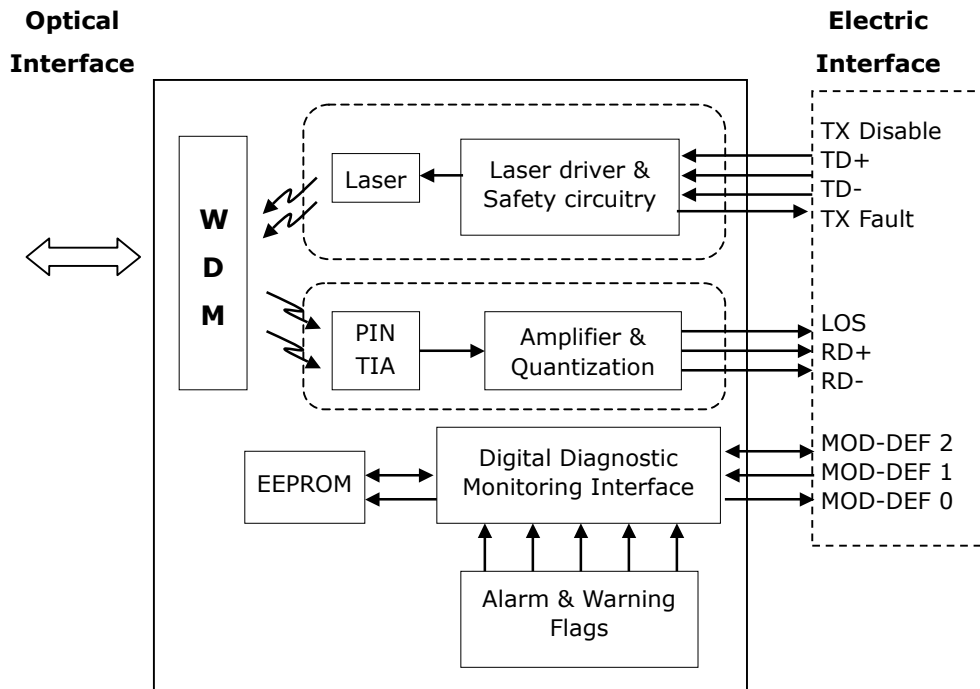 Optical
Interface
Electric
Interface
W
D
M
Laser
Laser driver &
Safety circuitry
TX Disable
TD+
TD-
TX Fault
PIN
TIA
Amplifier &
Quantization
LOS
RD+
RD-
EEPROM
Digital Diagnostic
Monitoring Interface
MOD-DEF 2
MOD-DEF 1
MOD-DEF 0
Alarm & Warning
Flags